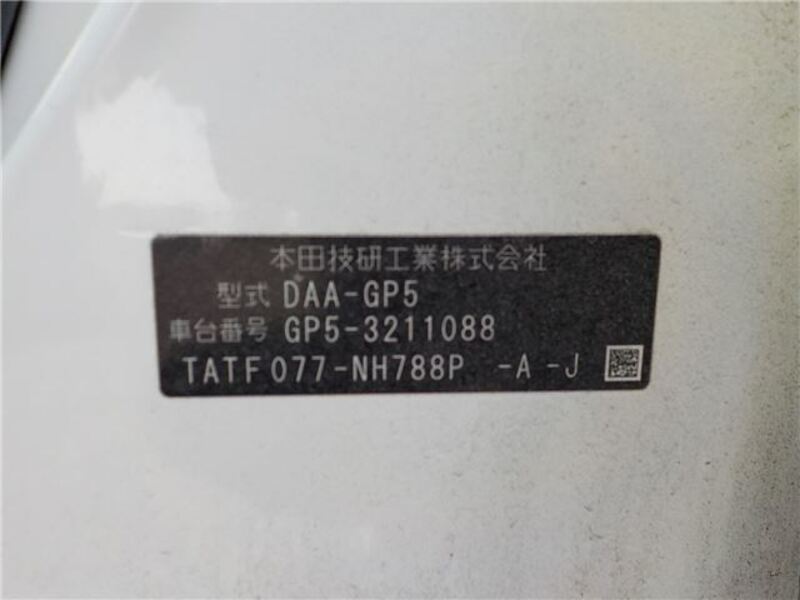 本田技研工業株式会社
型式 DAA-GP5
車台番号 GP5-3211088
TATF077-NH788P -A -J